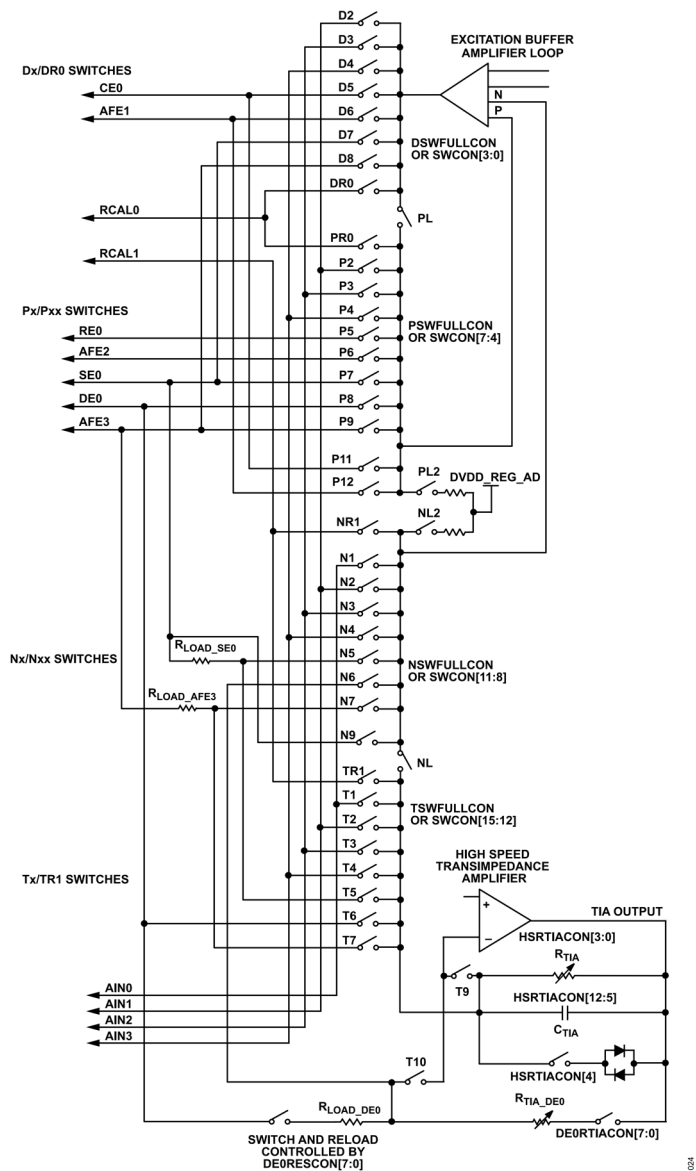 D2
D3
EXCITATION BUFFER
AMPLIFIER LOOP
Dx/DR0 SWITCHES
D4
CE0
D5
N
AFE1
D6
P
D7
DSWFULLCON
OR SWCON[3:0]
D8
DR0
RCAL0
PL
PR0
RCAL1
P2
P3
Px/Pxx SWITCHES
P4
PSWFULLCON
OR SWCON[7:4]
RE0
P5
AFE2
P6
SE0
P7
DE0
P8
AFE3
P9
P11
PL2
DVDD_REG_AD
P12
NR1
NL2
N1
N2
N3
N4
RLOAD_SE0
N5
Nx/Nxx SWITCHES
NSWFULLCON
OR SWCON[11:8]
N6
RLOAD_AFE3
N7
N9
NL
TR1
T1
TSWFULLCON
OR SWCON[15:12]
T2
T3
HIGH SPEED
TRANSIMPEDANCE
AMPLIFIER
Tx/TR1 SWITCHES
T4
T5
+
TIA OUTPUT
T6
HSRTIACON[3:0]
T7
–
RTIA
T9
AIN0
HSRTIACON[12:5]
AIN1
CTIA
AIN2
AIN3
T10
HSRTIACON[4]
RLOAD_DE0
RTIA_DE0
SWITCH AND RELOAD
CONTROLLED BY
DE0RESCON[7:0]
DE0RTIACON[7:0]
024